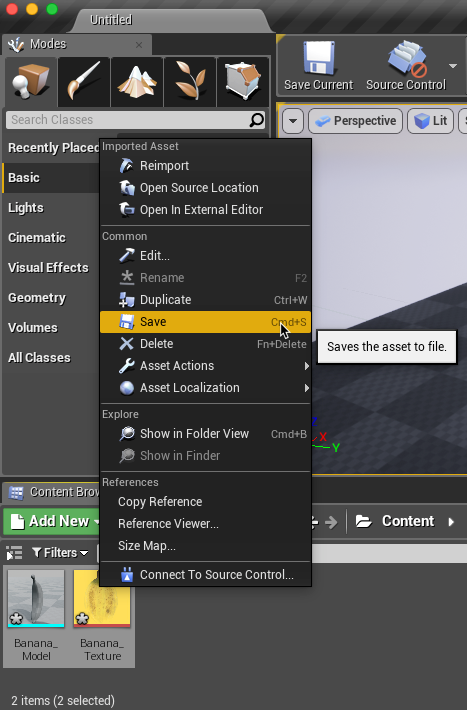 Untitled
Modes
Save Current
Source Control
Search Classes
Perspective
Lit
Recently Placed
Basic
Lights
Cinematic
Visual Effects
Geometry
Volumes
All Classes
Imported Asset
Reimport
Open Source Location
Open In External Editor
Common
Edit...
Rename F2
Duplicate Ctrl+W
Save Cmd+S
Saves the asset to file.
Delete Fn+Delete
Asset Actions
Asset Localization
Explore
Show in Folder View Cmd+B
Show in Finder
References
Copy Reference
Reference Viewer...
Size Map...
Connect To Source Control...
Z
X
Y
Content Brow
Add New
Content
Filters
Banana_
Model
Banana_
Texture
2 items (2 selected)